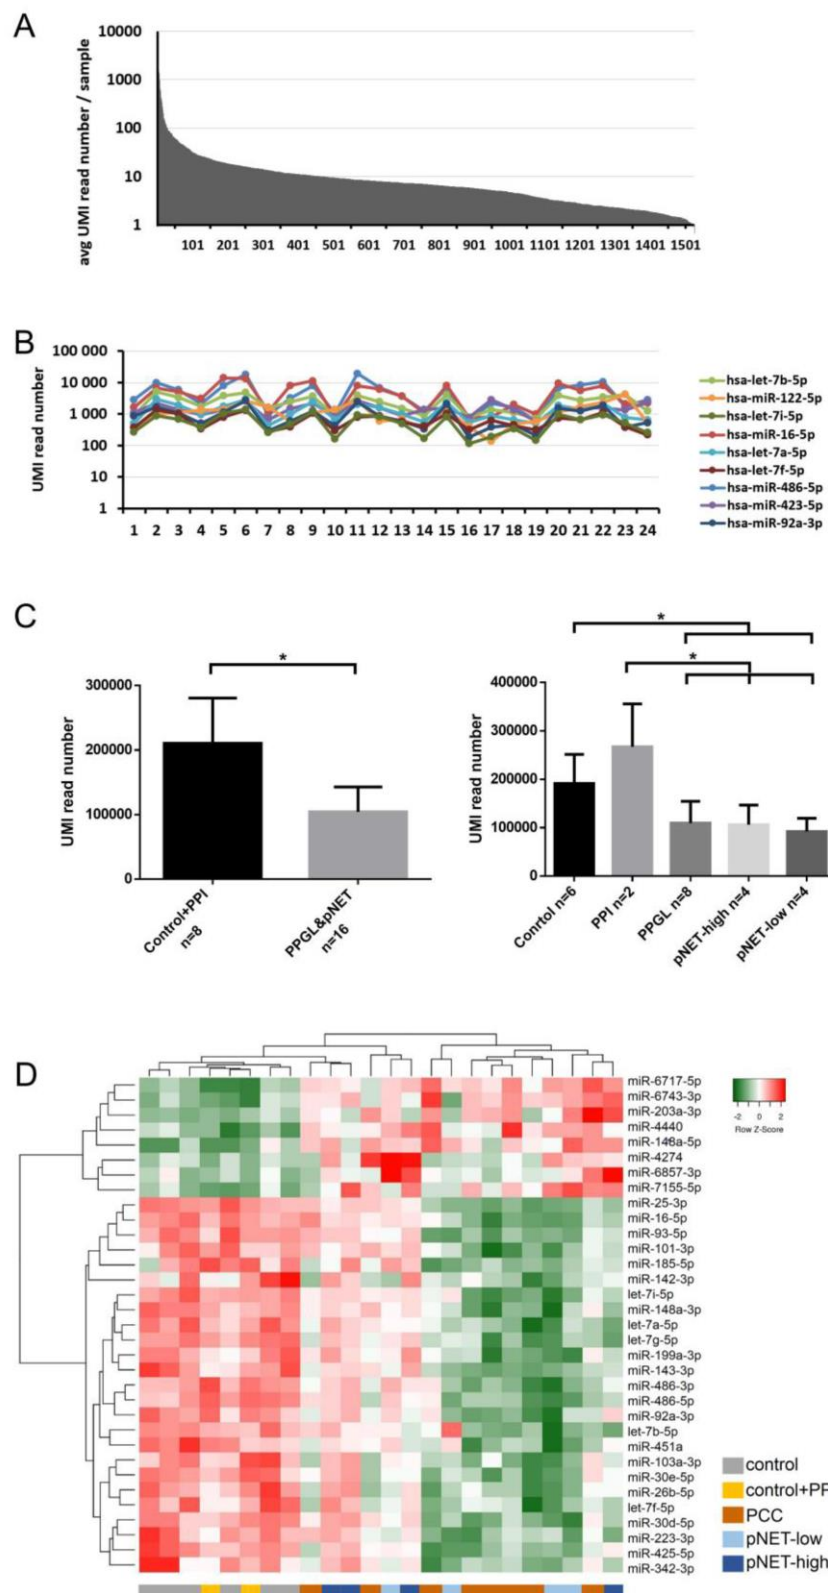 A
avg UMI read number / sample
10000
1000
100
10
1
101 201 301 401 501 601 701 801 901 1001 1101 1201 1301 1401 1501
B
UMI read number
100 000
10 000
1 000
100
10
1
1 2 3 4 5 6 7 8 9 10 11 12 13 14 15 16 17 18 19 20 21 22 23 24
hsa-let-7b-5p
hsa-miR-122-5p
hsa-let-7i-5p
hsa-miR-16-5p
hsa-let-7a-5p
hsa-let-7f-5p
hsa-miR-486-5p
hsa-miR-423-5p
hsa-miR-92a-3p
C
UMI read number
300000
200000
100000
0
*
Control+PPI
n=8
PPGL&pNET
n=16
UMI read number
400000
300000
200000
100000
0
*
*
Conrtol n=6
PPI n=2
PPGL n=8
pNET-high n=4
pNET-low n=4
D
-2 0 2
Row Z-Score
miR-6717-5p
miR-6743-3p
miR-203a-3p
miR-4440
miR-146a-5p
miR-4274
miR-6857-3p
miR-7155-5p
miR-25-3p
miR-16-5p
miR-93-5p
miR-101-3p
miR-185-5p
miR-142-3p
let-7i-5p
miR-148a-3p
let-7a-5p
let-7g-5p
miR-199a-3p
miR-143-3p
miR-486-3p
miR-486-5p
miR-92a-3p
let-7b-5p
miR-451a
miR-103a-3p
miR-30e-5p
miR-26b-5p
let-7f-5p
miR-30d-5p
miR-223-3p
miR-425-5p
miR-342-3p
control
control+PP
PCC
pNET-low
pNET-high